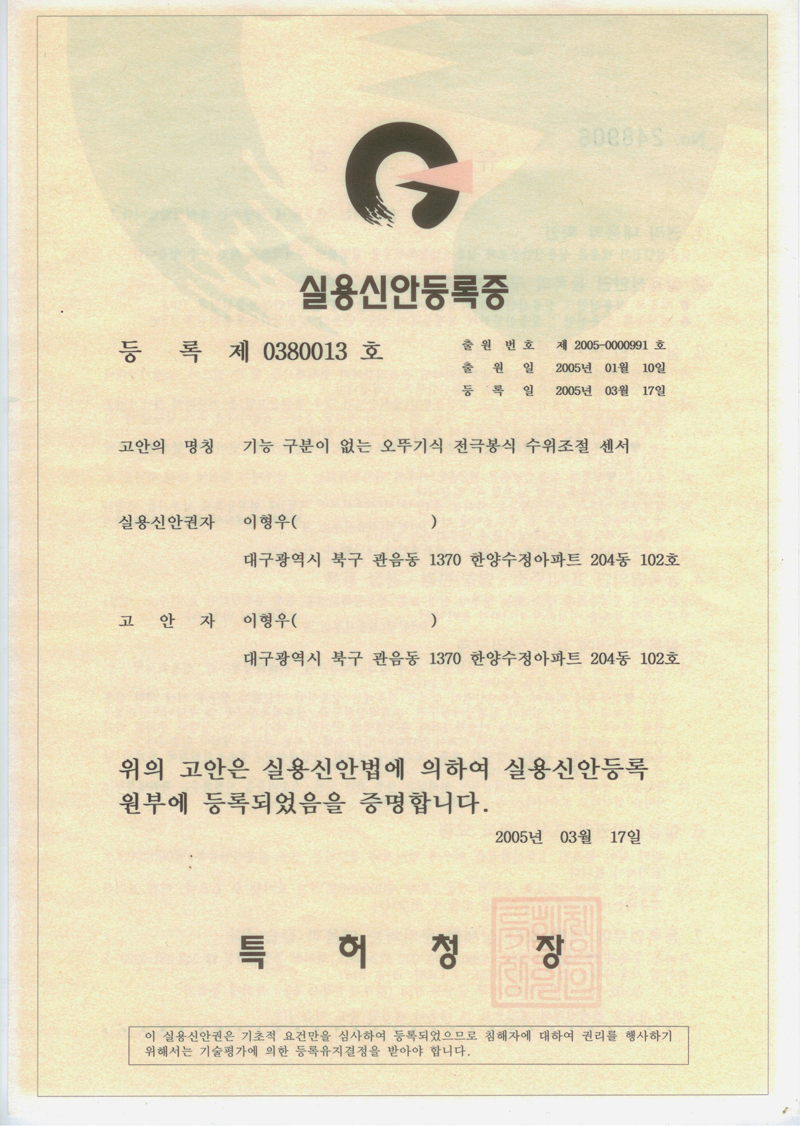 실용신안등록증
등 록 제 0380013 호
출 원 번 호 제 2005-0000991 호
출 원 일 2005년 01월 10일
등 록 일 2005년 03월 17일
고안의 명칭 기능 구분이 없는 오뚜기식 전극봉식 수위조절 센서
실용신안권자 이형우( )
대구광역시 북구 관음동 1370 한양수정아파트 204동 102호
고 안 자 이형우( )
대구광역시 북구 관음동 1370 한양수정아파트 204동 102호
위의 고안은 실용신안법에 의하여 실용신안등록
원부에 등록되었음을 증명합니다.
2005년 03월 17일
특 허 청 장
이 실용신안권은 기초적 요건만을 심사하여 등록되었으므로 침해자에 대하여 권리를 행사하기
위해서는 기술평가에 의한 등록유지결정을 받아야 합니다.